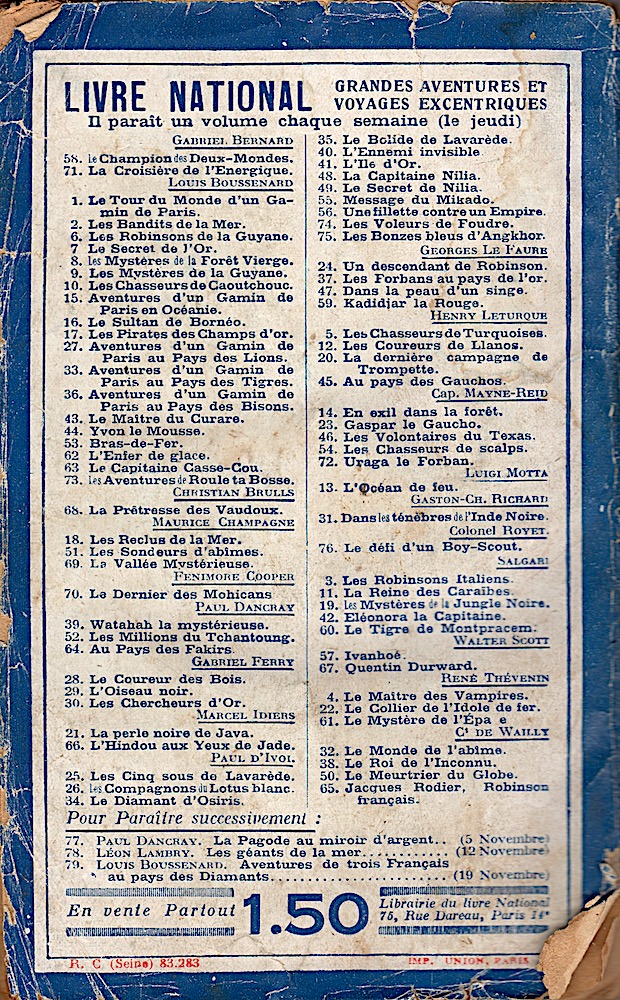 LIVRE NATIONAL
GRANDES AVENTURES ET
VOYAGES EXCENTRIQUES
Il paraît un volume chaque semaine (le jeudi)
GABRIEL BERNARD
58. le Champion des Deux-Mondes.
71. La Croisière de l'Energique.
LOUIS BOUSSENARD
1. Le Tour du Monde d'un Ga-
min de Paris.
2. Les Bandits de la Mer.
6. Les Robinsons de la Guyane.
7 Le Secret de l'Or.
8. les Mystères de la Forêt Vierge.
9. Les Mystères de la Guyane.
10. Les Chasseurs de Caoutchouc.
15. Aventures d'un Gamin de
Paris en Océanie.
16. Le Sultan de Bornéo.
17. Les Pirates des Champs d'or.
27. Aventures d'un Gamin de
Paris au Pays des Lions.
33. Aventures d'un Gamin de
Paris au Pays des Tigres.
36. Aventures d'un Gamin de
Paris au Pays des Bisons.
43. Le Maître du Curare.
44. Yvon le Mousse.
53. Bras-de-Fer.
62 L'Enfer de glace.
63 Le Capitaine Casse-Cou.
73. les Aventures de Roule ta Bosse.
CHRISTIAN BRULLS
68. La Prêtresse des Vaudoux.
MAURICE CHAMPAGNE
18. Les Reclus de la Mer.
51. Les Sondeurs d'abîmes.
69. La Vallée Mystérieuse.
FENIMORE COOPER
70. Le Dernier des Mohicans
PAUL DANCRAY
39. Watahah la mystérieuse.
52. Les Millions du Tchantoung.
64. Au Pays des Fakirs.
GABRIEL FERRY
28. Le Coureur des Bois.
29. L'Oiseau noir.
30. Les Chercheurs d'Or.
MARCEL IDIERS
21. La perle noire de Java.
66. L'Hindou aux Yeux de Jade.
PAUL D'IVOI.
25. Les Cinq sous de Lavarède.
26. les Compagnons du Lotus blanc.
34. Le Diamant d'Osiris.
35. Le Bolide de Lavarède.
40. L'Ennemi invisible
41. L'Ile d'Or.
48. La Capitaine Nilia.
49. Le Secret de Nilia.
55. Message du Mikado.
56. Une fillette contre un Empire.
74. Les Voleurs de Foudre.
75. Les Bonzes bleus d'Angkhor.
GEORGES LE FAURE
24. Un descendant de Robinson.
37. Les Forbans au pays de l'or.
47. Dans la peau d'un singe.
59. Kadidjar la Rouge.
HENRY LETURQUE
5. Les Chasseurs de Turquoises.
12. Les Coureurs de Llanos.
20. La dernière campagne de
Trompette.
45. Au pays des Gauchos.
Cap. MAYNE-REID
14. En exil dans la forêt.
23. Gaspar le Gaucho.
46. Les Volontaires du Texas.
54. Les Chasseurs de scalps.
72. Uraga le Forban.
LUIGI MOTTA
13. L'Océan de feu.
GASTON-CH. RICHARD
31. Dans les ténèbres de l'Inde Noire.
Colonel ROYET.
76. Le défi d'un Boy-Scout.
SALGARI
3. Les Robinsons Italiens.
11. La Reine des Caraïbes.
19. les Mystères de la Jungle Noire.
42. Eléonora la Capitaine.
60. Le Tigre de Montpracem.
WALTER SCOTT
57. Ivanhoé.
67. Quentin Durward.
RENÉ THÉVENIN
4. Le Maître des Vampires.
22. Le Collier de l'Idole de fer.
61. Le Mystère de l'Épa e
Ct DE WAILLY
32. Le Monde de l'abîme.
38. Le Roi de l'Inconnu.
50. Le Meurtrier du Globe.
65. Jacques Rodier, Robinson
français.
Pour Paraître successivement :
77. PAUL DANCRAY. La Pagode au miroir d'argent.. (5 Novembre)
78. LÉON LAMBRY. Les géants de la mer........... (12 Novembre)
79. LOUIS BOUSSENARD. Aventures de trois Français
au pays des Diamants........................ (19 Novembre)
En vente Partout
1.50
Librairie du livre National
75, Rue Dareau, Paris 14e
R. C. (Seine) 83.283
IMP. UNION, PARIS